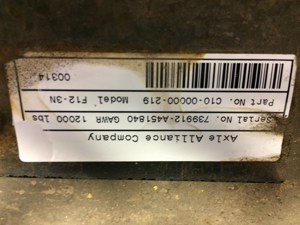 Axle Alliance Company
Serial No. 739912-A451840 GAWR 12000 lbs
Part No. C10-00000-219 Model F12-3N
00314